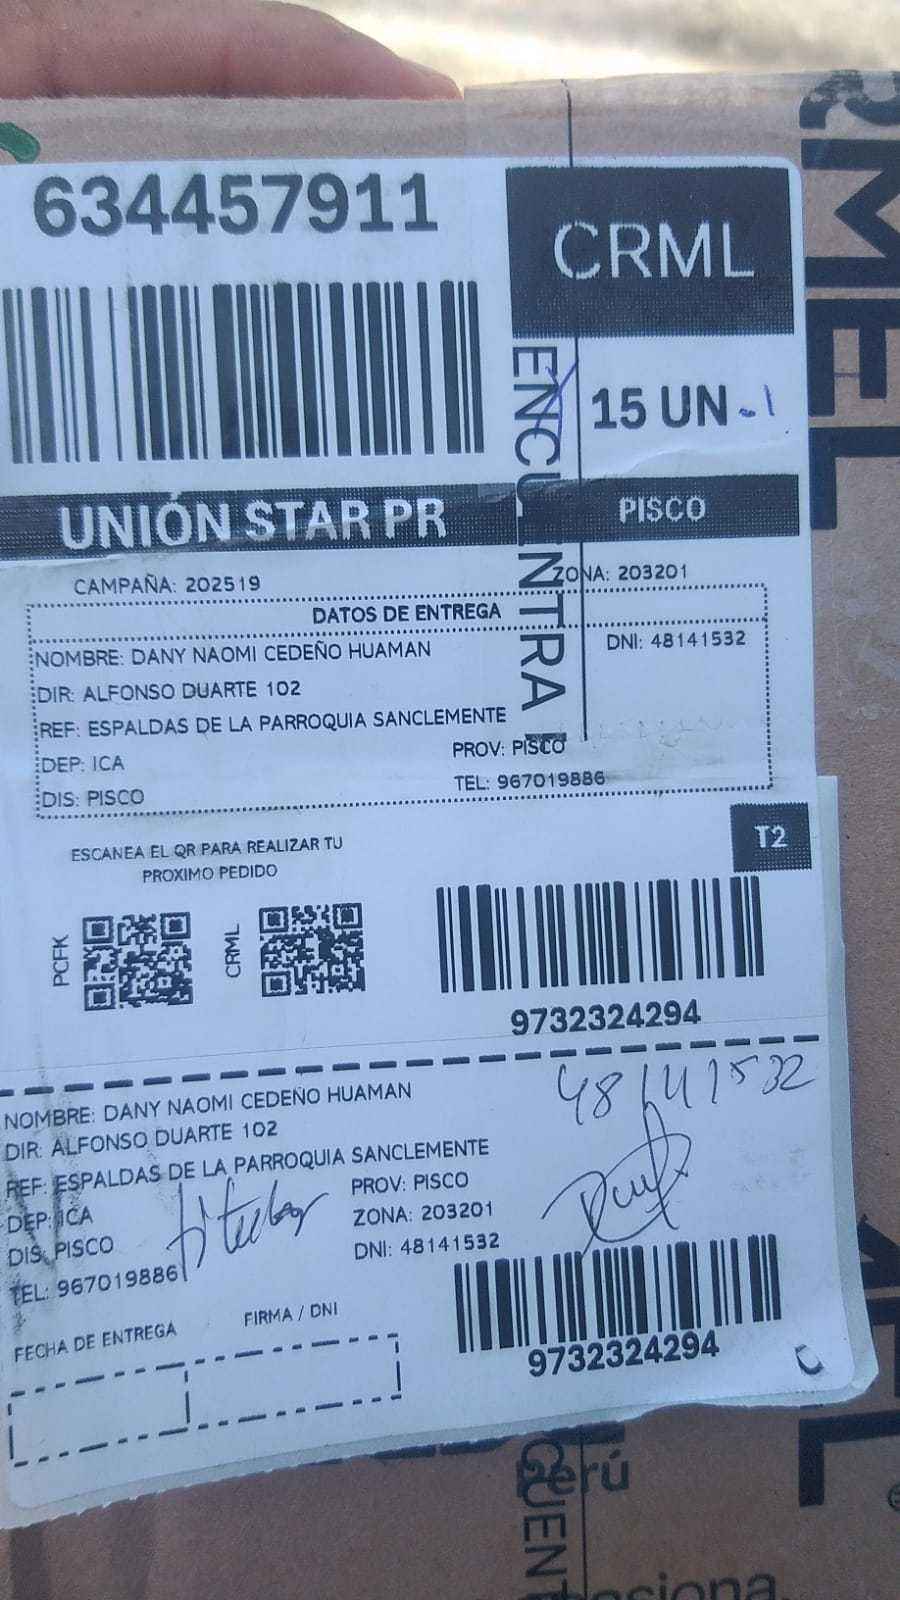 634457911
CRML
15 UN
UNIÓN STAR PR
PISCO
CAMPAÑA: 202519
ZONA: 203201
DATOS DE ENTREGA
NOMBRE: DANY NAOMI CEDEÑO HUAMAN
DNI: 48141532
DIR: ALFONSO DUARTE 102
REF: ESPALDAS DE LA PARROQUIA SANCLEMENTE
DEP: ICA
PROV: PISCO
DIS: PISCO
TEL: 967019886
ESCANEA EL QR PARA REALIZAR TU
PROXIMO PEDIDO
T2
PCFK
CRML
9732324294
NOMBRE: DANY NAOMI CEDEÑO HUAMAN
48141532
DIR: ALFONSO DUARTE 102
REF: ESPALDAS DE LA PARROQUIA SANCLEMENTE
DEP: ICA
PROV: PISCO
DIS: PISCO
ZONA: 203201
TEL: 967019886
DNI: 48141532
titular
FECHA DE ENTREGA
FIRMA / DNI
9732324294
Perú